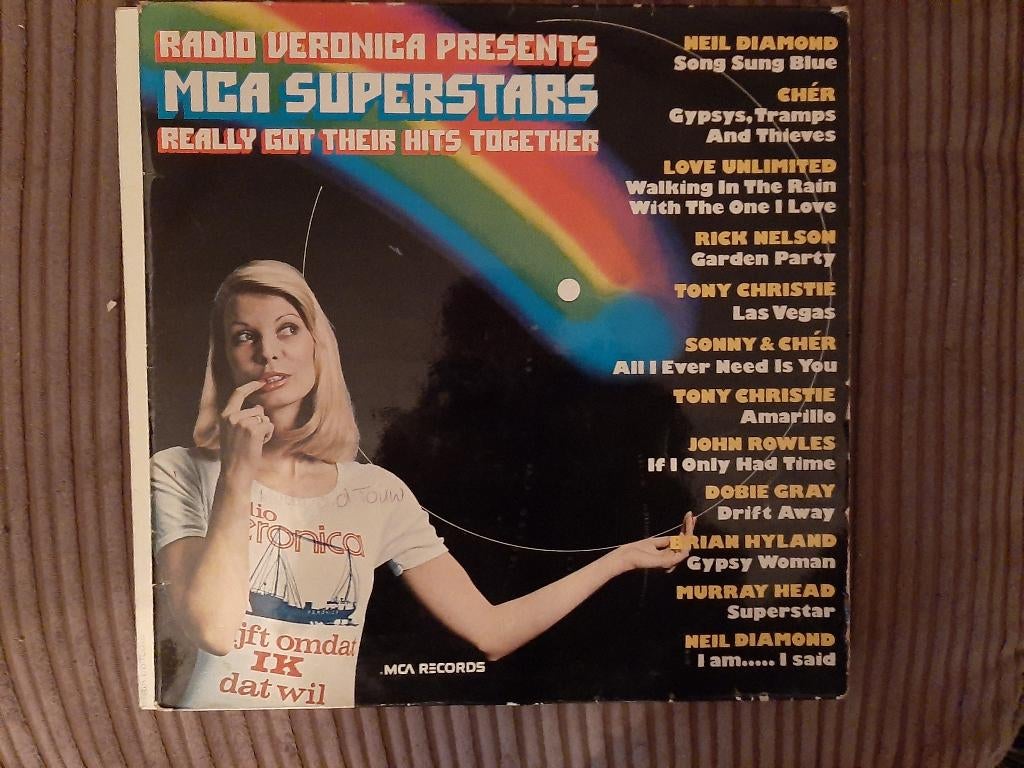 RADIO VERONICA PRESENTS
MCA SUPERSTARS
REALLY GOT THEIR HITS TOGETHER
NEIL DIAMOND
Song Sung Blue
CHÉR
Gypsys, Tramps
And Thieves
LOVE UNLIMITED
Walking In The Rain
With The One I Love
RICK NELSON
Garden Party
TONY CHRISTIE
Las Vegas
SONNY & CHÉR
All I Ever Need Is You
TONY CHRISTIE
Amarillo
JOHN ROWLES
If I Only Had Time
DOBIE GRAY
Drift Away
BRIAN HYLAND
Gypsy Woman
MURRAY HEAD
Superstar
NEIL DIAMOND
I am..... I said
d Touw
dio
eronica
VERONICA
jft omdat
IK
dat wil
.MCA RECORDS